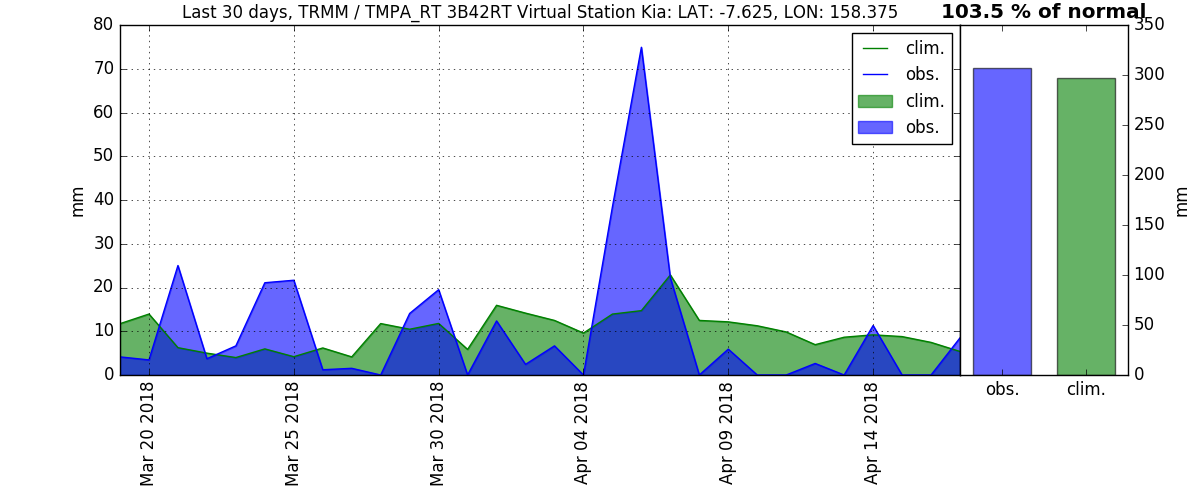 Last 30 days, TRMM / TMPA_RT 3B42RT Virtual Station Kia: LAT: -7.625, LON: 158.375
103.5 % of normal
80
70
60
50
40
30
20
10
0
mm
clim.
obs.
clim.
obs.
350
300
250
200
150
100
50
0
mm
Mar 20 2018
Mar 25 2018
Mar 30 2018
Apr 04 2018
Apr 09 2018
Apr 14 2018
obs.
clim.